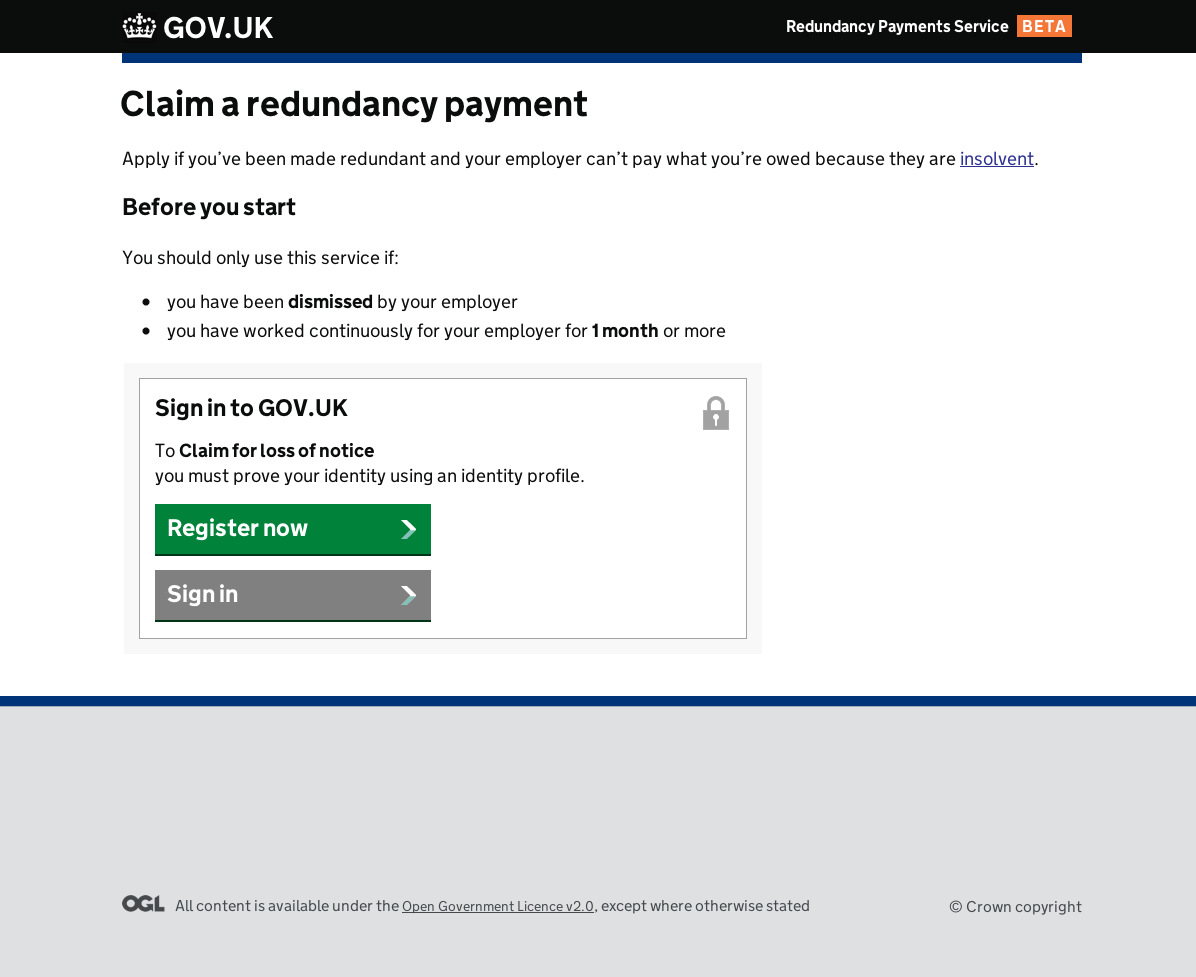 GOV.UK
Redundancy Payments Service BETA
Claim a redundancy payment
Apply if you’ve been made redundant and your employer can’t pay what you’re owed because they are insolvent.
Before you start
You should only use this service if:
• you have been dismissed by your employer
• you have worked continuously for your employer for 1 month or more
Sign in to GOV.UK
To Claim for loss of notice
you must prove your identity using an identity profile.
Register now
Sign in
OGL All content is available under the Open Government Licence v2.0, except where otherwise stated
© Crown copyright